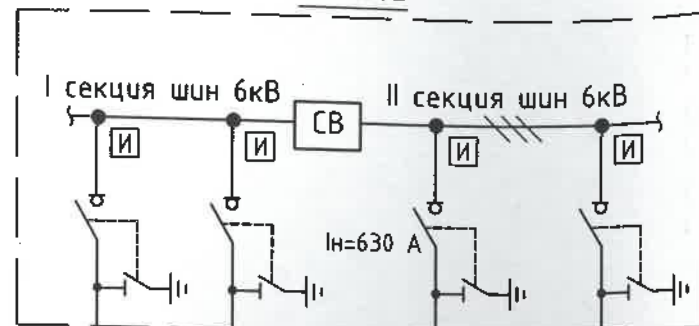 I секция шин 6кВ
II секция шин 6кВ
СВ
И
И
И
И
Iн=630 А